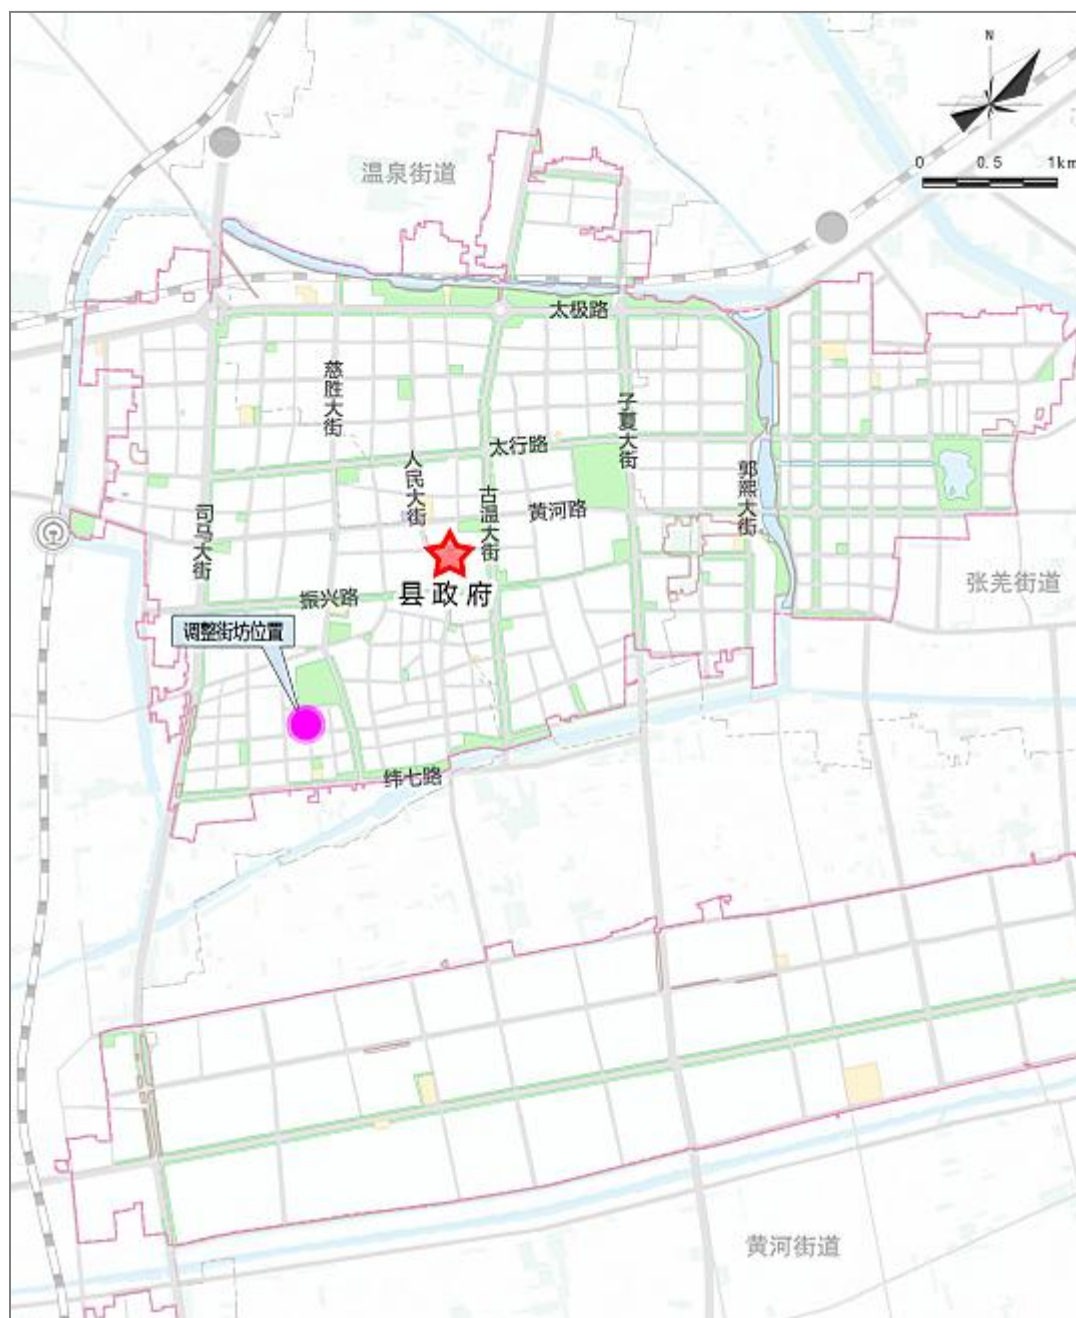 N
0 0.5 1km
温泉街道
太极路
慈胜大街
子夏大街
太行路
人民大街
郭熙大街
古温大街
黄河路
司马大街
县政府
张羌街道
振兴路
调整街坊位置
纬七路
黄河街道